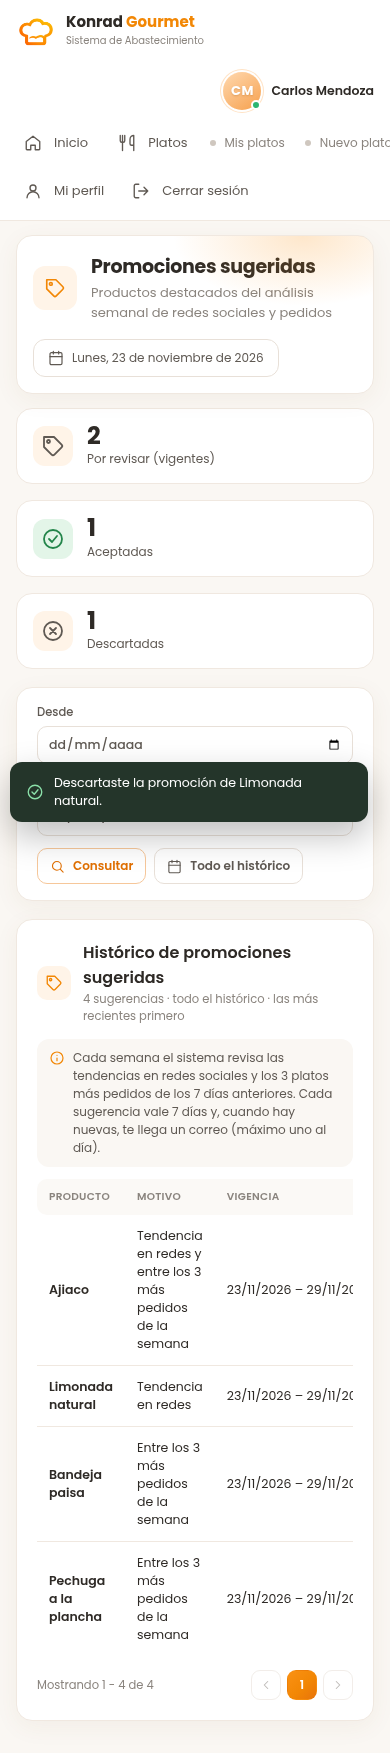 Konrad Gourmet
Sistema de Abastecimiento
CM
Carlos Mendoza
Inicio
Platos
Mis platos
Nuevo plato
Mi perfil
Cerrar sesión
Promociones sugeridas
Productos destacados del análisis
semanal de redes sociales y pedidos
Lunes, 23 de noviembre de 2026
2
Por revisar (vigentes)
1
Aceptadas
1
Descartadas
Desde
dd/mm/aaaa
Descartaste la promoción de Limonada
natural.
Consultar
Todo el histórico
Histórico de promociones
sugeridas
4 sugerencias · todo el histórico · las más
recientes primero
Cada semana el sistema revisa las
tendencias en redes sociales y los 3 platos
más pedidos de los 7 días anteriores. Cada
sugerencia vale 7 días y, cuando hay
nuevas, te llega un correo (máximo uno al
día).
PRODUCTO MOTIVO VIGENCIA
Ajiaco
Tendencia
en redes y
entre los 3
más
pedidos
de la
semana
23/11/2026 – 29/11/20
Limonada
natural
Tendencia
en redes
23/11/2026 – 29/11/20
Bandeja
paisa
Entre los 3
más
pedidos
de la
semana
23/11/2026 – 29/11/20
Pechuga
a la
plancha
Entre los 3
más
pedidos
de la
semana
23/11/2026 – 29/11/20
Mostrando 1 - 4 de 4
1